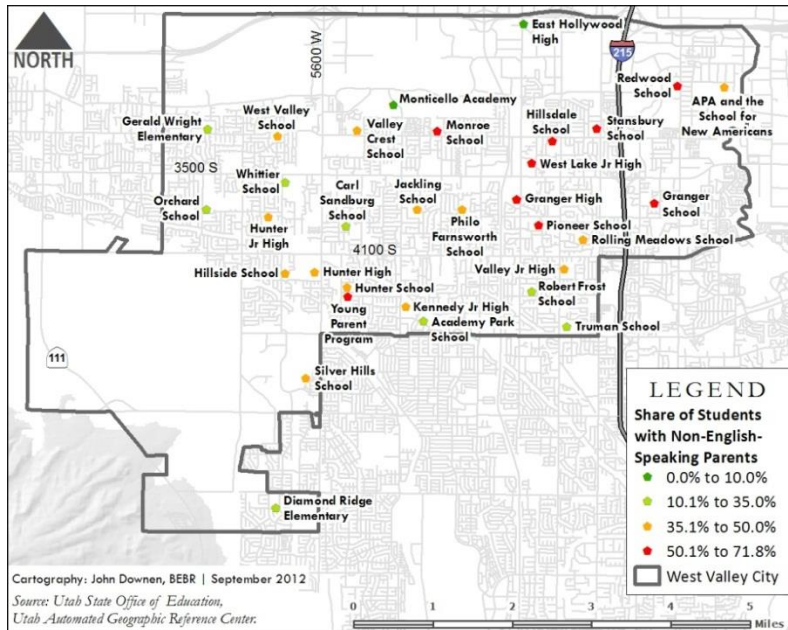 NORTH
5600 W
East Hollywood
High
215
Redwood
School
APA and the
School for
New Americans
Monticello Academy
Gerald Wright
Elementary
West Valley
School
Valley
Crest
School
Monroe
School
Hillsdale
School
Stansbury
School
3500 S
West Lake Jr High
Whittier
School
Orchard
School
Carl
Sandburg
School
Jackling
School
Granger High
Granger
School
Hunter
Jr High
Philo
Farnsworth
School
Pioneer School
Rolling Meadows School
4100 S
Hillside School
Hunter High
Valley Jr High
Hunter School
Robert Frost
School
Young
Parent
Program
Kennedy Jr High
Academy Park
School
Truman School
111
Silver Hills
School
Diamond Ridge
Elementary
LEGEND
Share of Students
with Non-English-
Speaking Parents
0.0% to 10.0%
10.1% to 35.0%
35.1% to 50.0%
50.1% to 71.8%
West Valley City
Cartography: John Downen, BEBR | September 2012
Source: Utah State Office of Education,
Utah Automated Geographic Reference Center.
0 1 2 3 4 5
Miles